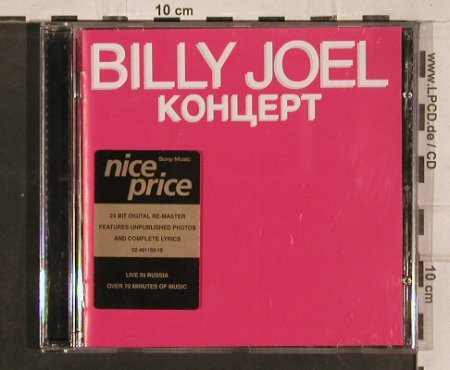 10 cm
BILLY JOEL
КОНЦЕРТ
www.LPCD.de / CD
Sony Music
nice
price
24 BIT DIGITAL RE-MASTER
FEATURES UNPUBLISHED PHOTOS
AND COMPLETE LYRICS
LIVE IN RUSSIA
OVER 70 MINUTES OF MUSIC
10 cm